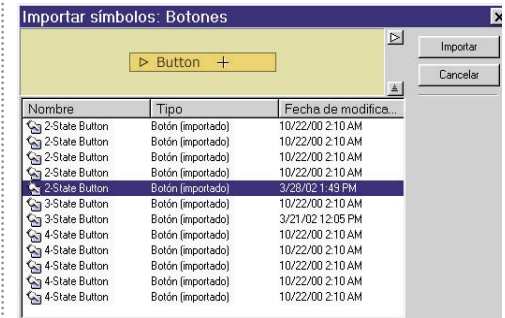 Importar símbolos: Botones
Button
Importar
Cancelar
Nombre Tipo Fecha de modifica...
2-State Button Botón (importado) 10/22/00 2:10 AM
2-State Button Botón (importado) 10/22/00 2:10 AM
2-State Button Botón (importado) 10/22/00 2:10 AM
2-State Button Botón (importado) 10/22/00 2:10 AM
2-State Button Botón (importado) 3/28/02 1:49 PM
3-State Button Botón (importado) 10/22/00 2:10 AM
3-State Button Botón (importado) 3/21/02 12:05 PM
4-State Button Botón (importado) 10/22/00 2:10 AM
4-State Button Botón (importado) 10/22/00 2:10 AM
4-State Button Botón (importado) 10/22/00 2:10 AM
4-State Button Botón (importado) 10/22/00 2:10 AM
4-State Button Botón (importado) 10/22/00 2:10 AM